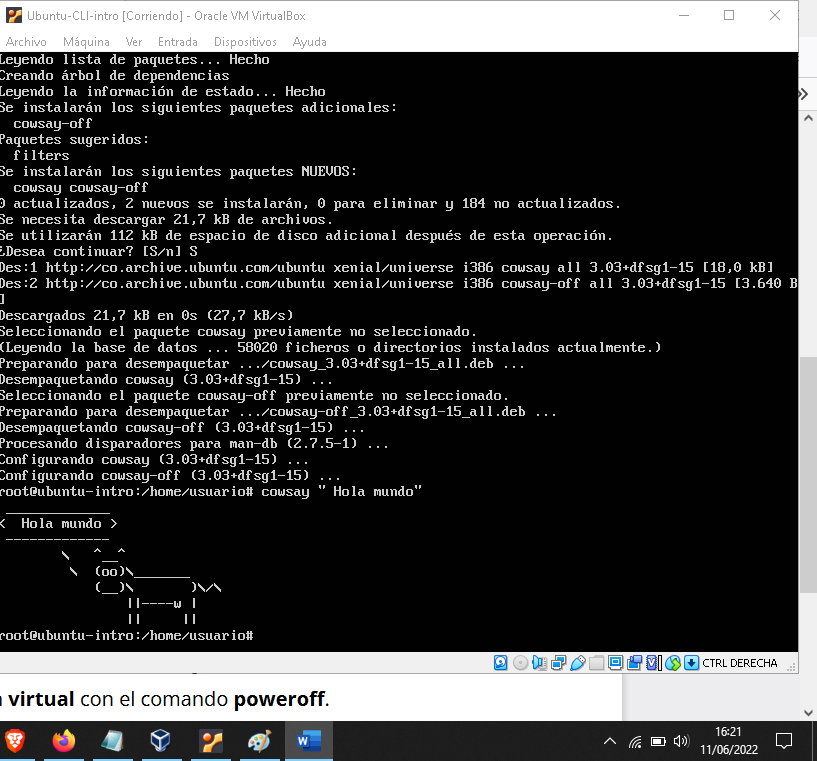 Ubuntu-CLI-intro [Corriendo] - Oracle VM VirtualBox
Archivo Máquina Ver Entrada Dispositivos Ayuda
Leyendo lista de paquetes... Hecho
Creando árbol de dependencias
Leyendo la información de estado... Hecho
Se instalarán los siguientes paquetes adicionales:
  cowsay-off
Paquetes sugeridos:
  filters
Se instalarán los siguientes paquetes NUEVOS:
  cowsay cowsay-off
0 actualizados, 2 nuevos se instalarán, 0 para eliminar y 184 no actualizados.
Se necesita descargar 21,7 kB de archivos.
Se utilizarán 112 kB de espacio de disco adicional después de esta operación.
¿Desea continuar? [S/n] S
Des:1 http://co.archive.ubuntu.com/ubuntu xenial/universe i386 cowsay all 3.03+dfsg1-15 [18,0 kB]
Des:2 http://co.archive.ubuntu.com/ubuntu xenial/universe i386 cowsay-off all 3.03+dfsg1-15 [3.640 B
]
Descargados 21,7 kB en 0s (27,7 kB/s)
Seleccionando el paquete cowsay previamente no seleccionado.
(Leyendo la base de datos ... 58020 ficheros o directorios instalados actualmente.)
Preparando para desempaquetar .../cowsay_3.03+dfsg1-15_all.deb ...
Desempaquetando cowsay (3.03+dfsg1-15) ...
Seleccionando el paquete cowsay-off previamente no seleccionado.
Preparando para desempaquetar .../cowsay-off_3.03+dfsg1-15_all.deb ...
Desempaquetando cowsay-off (3.03+dfsg1-15) ...
Procesando disparadores para man-db (2.7.5-1) ...
Configurando cowsay (3.03+dfsg1-15) ...
Configurando cowsay-off (3.03+dfsg1-15) ...
root@ubuntu-intro:/home/usuario# cowsay " Hola mundo"
 _____________
<  Hola mundo >
 -------------
        \   ^__^
         \  (oo)\_______
            (__)\       )\/\
                ||----w |
                ||     ||
root@ubuntu-intro:/home/usuario#
CTRL DERECHA
virtual con el comando poweroff.
16:21
11/06/2022